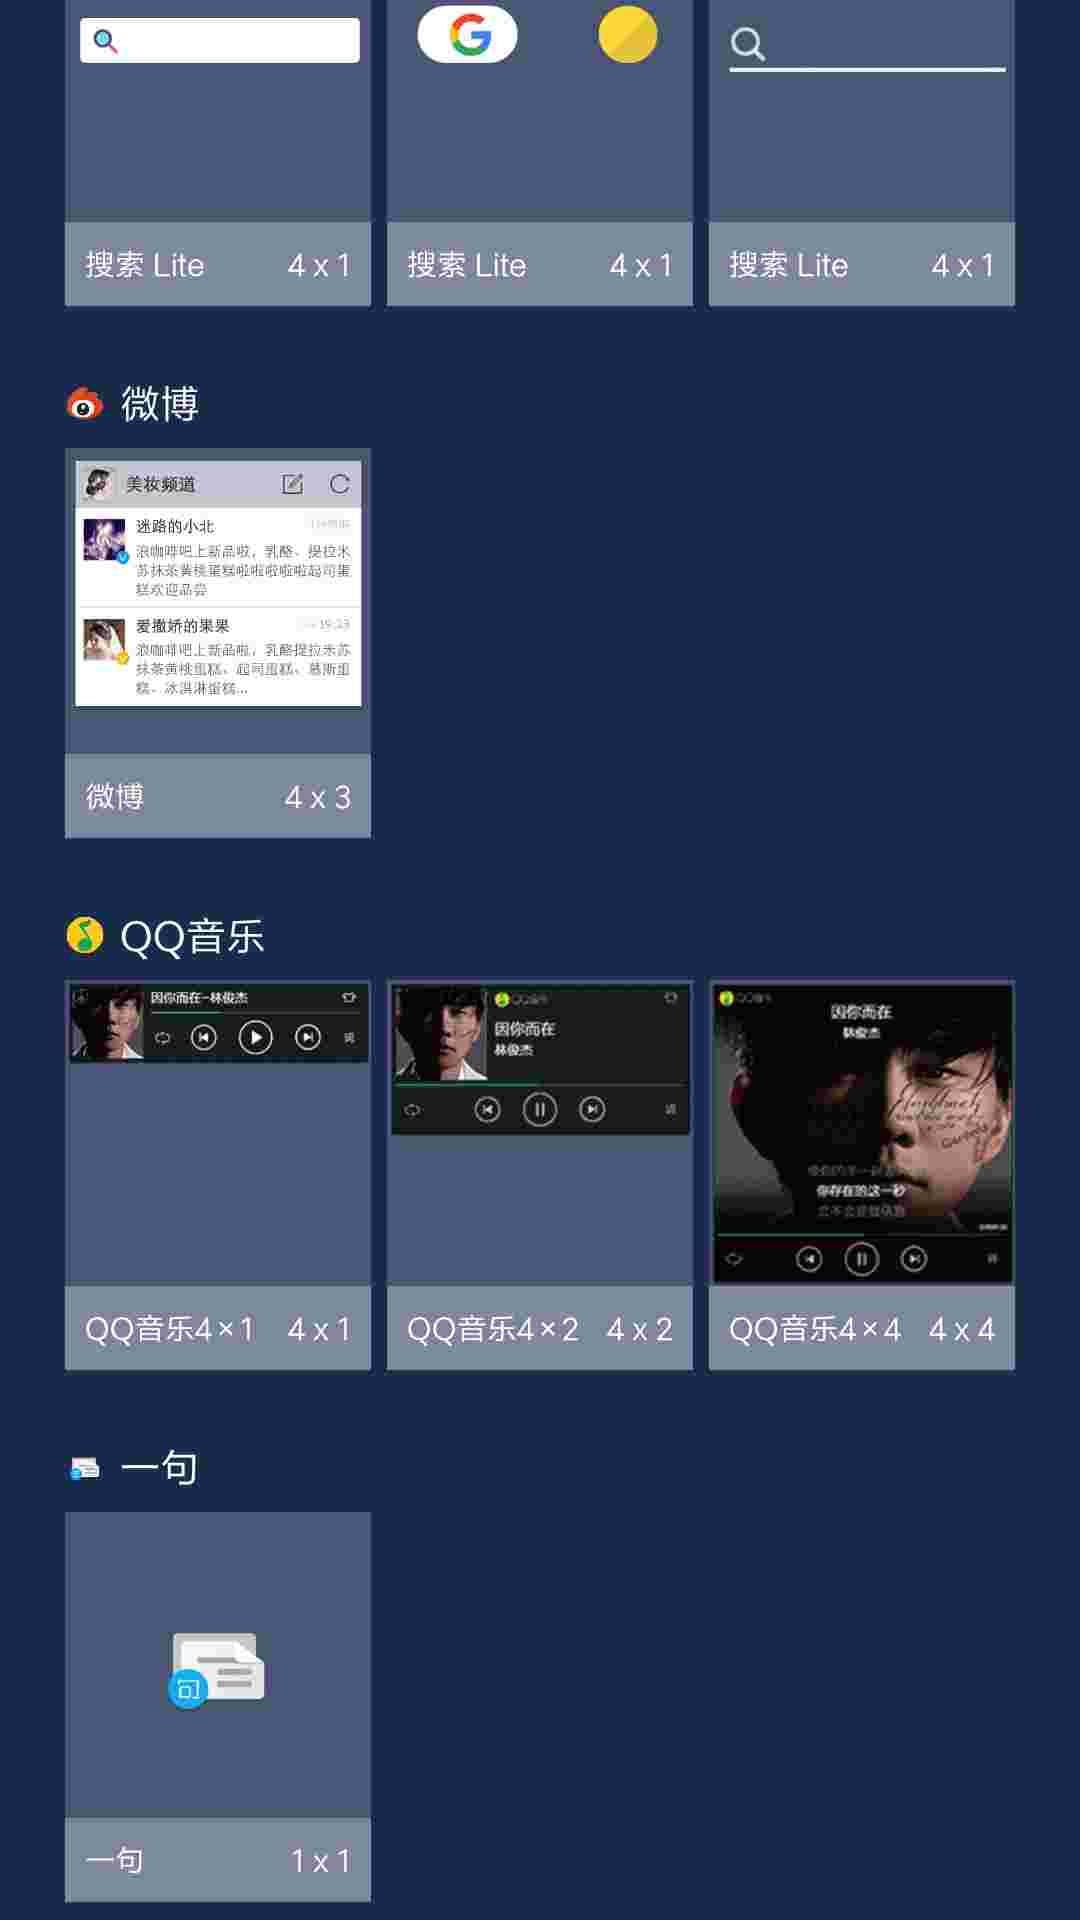 搜索 Lite 4 x 1
搜索 Lite 4 x 1
搜索 Lite 4 x 1
微博
美妆频道
迷路的小北
浪咖啡吧上新品啦，乳酪、提拉米
苏抹茶黄桃蛋糕啦啦啦啦啦起司蛋
糕欢迎品尝
爱撒娇的果果
19:23
浪咖啡吧上新品啦，乳酪提拉米苏
抹茶黄桃蛋糕、起司蛋糕、慕斯蛋
糕、冰淇淋蛋糕...
微博 4 x 3
QQ音乐
因你而在-林俊杰
词
QQ音乐
因你而在
林俊杰
词
QQ音乐
因你而在
林俊杰
你存在的这一秒
词
QQ音乐4×1 4 x 1
QQ音乐4×2 4 x 2
QQ音乐4×4 4 x 4
一句
一句 1 x 1